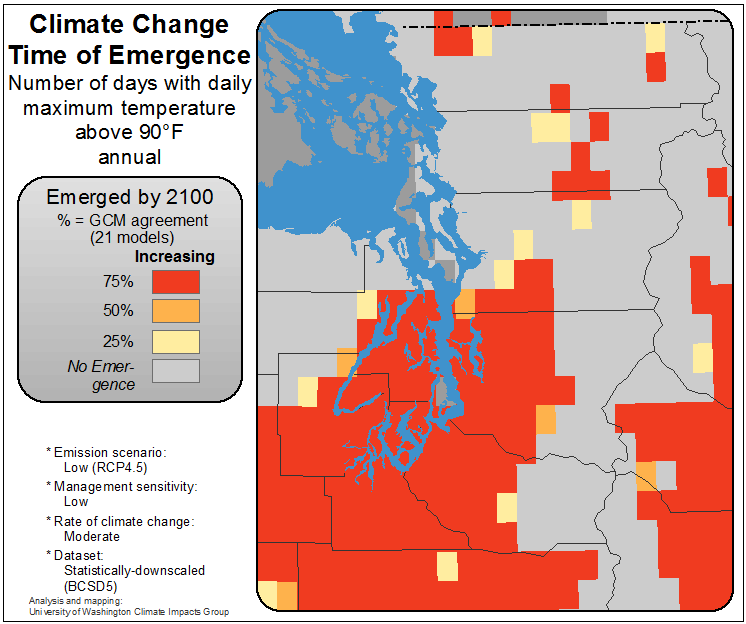 Climate Change
Time of Emergence
Number of days with daily
maximum temperature
above 90°F
annual
Emerged by 2100
% = GCM agreement
(21 models)
Increasing
75%
50%
25%
No Emer-
gence
* Emission scenario:
Low (RCP4.5)
* Management sensitivity:
Low
* Rate of climate change:
Moderate
* Dataset:
Statistically-downscaled
(BCSD5)
Analysis and mapping:
University of Washington Climate Impacts Group